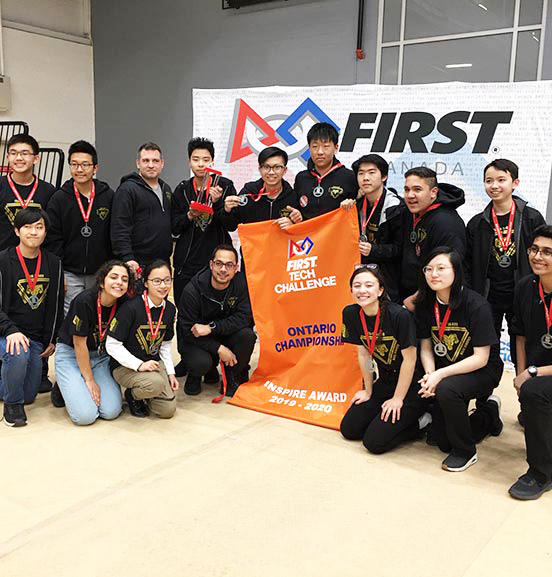 FIRST®
CANADA
FIRST®
TECH
CHALLENGE
ONTARIO
CHAMPIONSHIP
INSPIRE AWARD
2019 - 2020